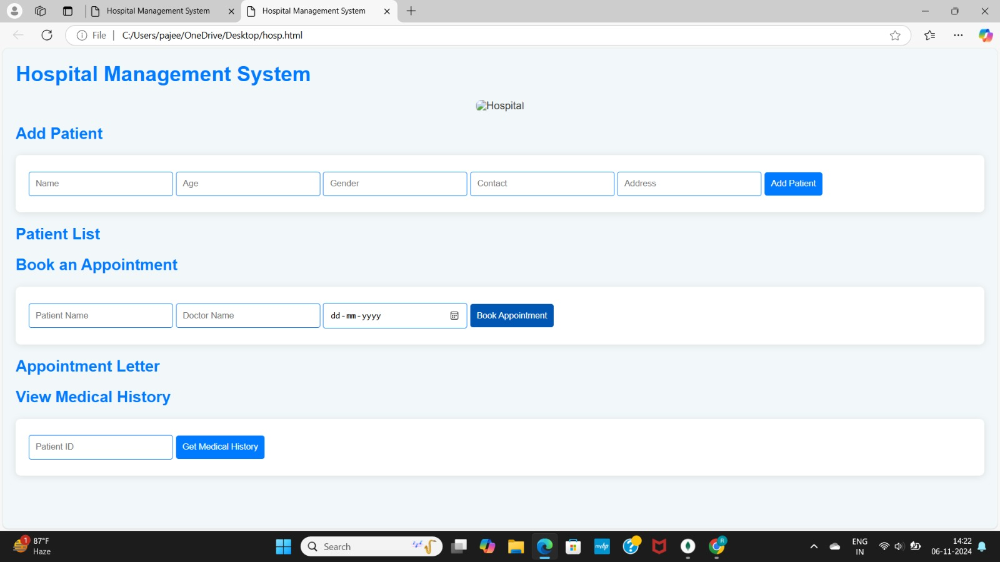 Hospital Management System
Hospital Management System
File
C:/Users/pajee/OneDrive/Desktop/hosp.html
Hospital Management System
Hospital
Add Patient
Name Age Gender Contact Address Add Patient
Patient List
Book an Appointment
Patient Name Doctor Name dd-mm-yyyy Book Appointment
Appointment Letter
View Medical History
Patient ID Get Medical History
1
87°F
Haze
Search
myhp
R
ENG
IN
14:22
06-11-2024